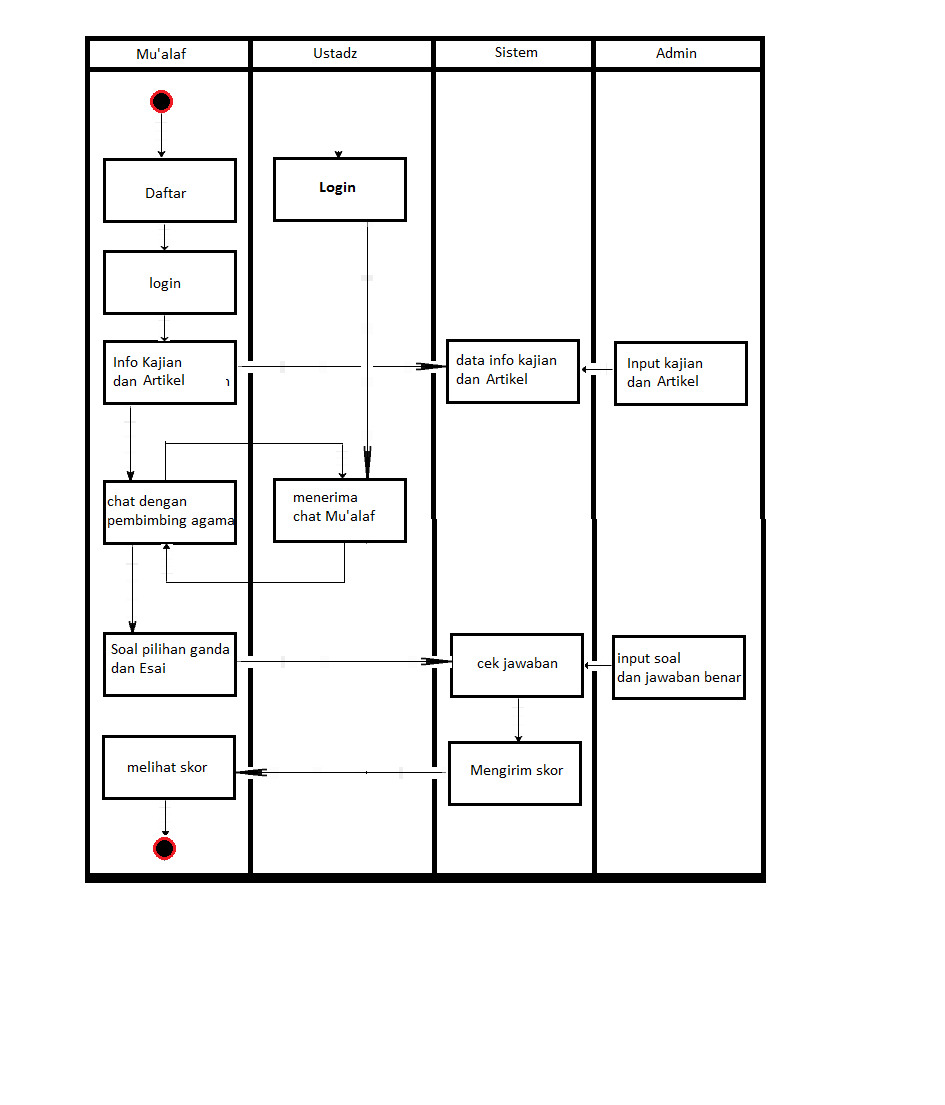 Mu'alaf
Ustadz
Sistem
Admin
Daftar
Login
login
Info Kajian
dan Artikel
data info kajian
dan Artikel
Input kajian
dan Artikel
chat dengan
pembimbing agama
menerima
chat Mu'alaf
Soal pilihan ganda
dan Esai
cek jawaban
input soal
dan jawaban benar
melihat skor
Mengirim skor